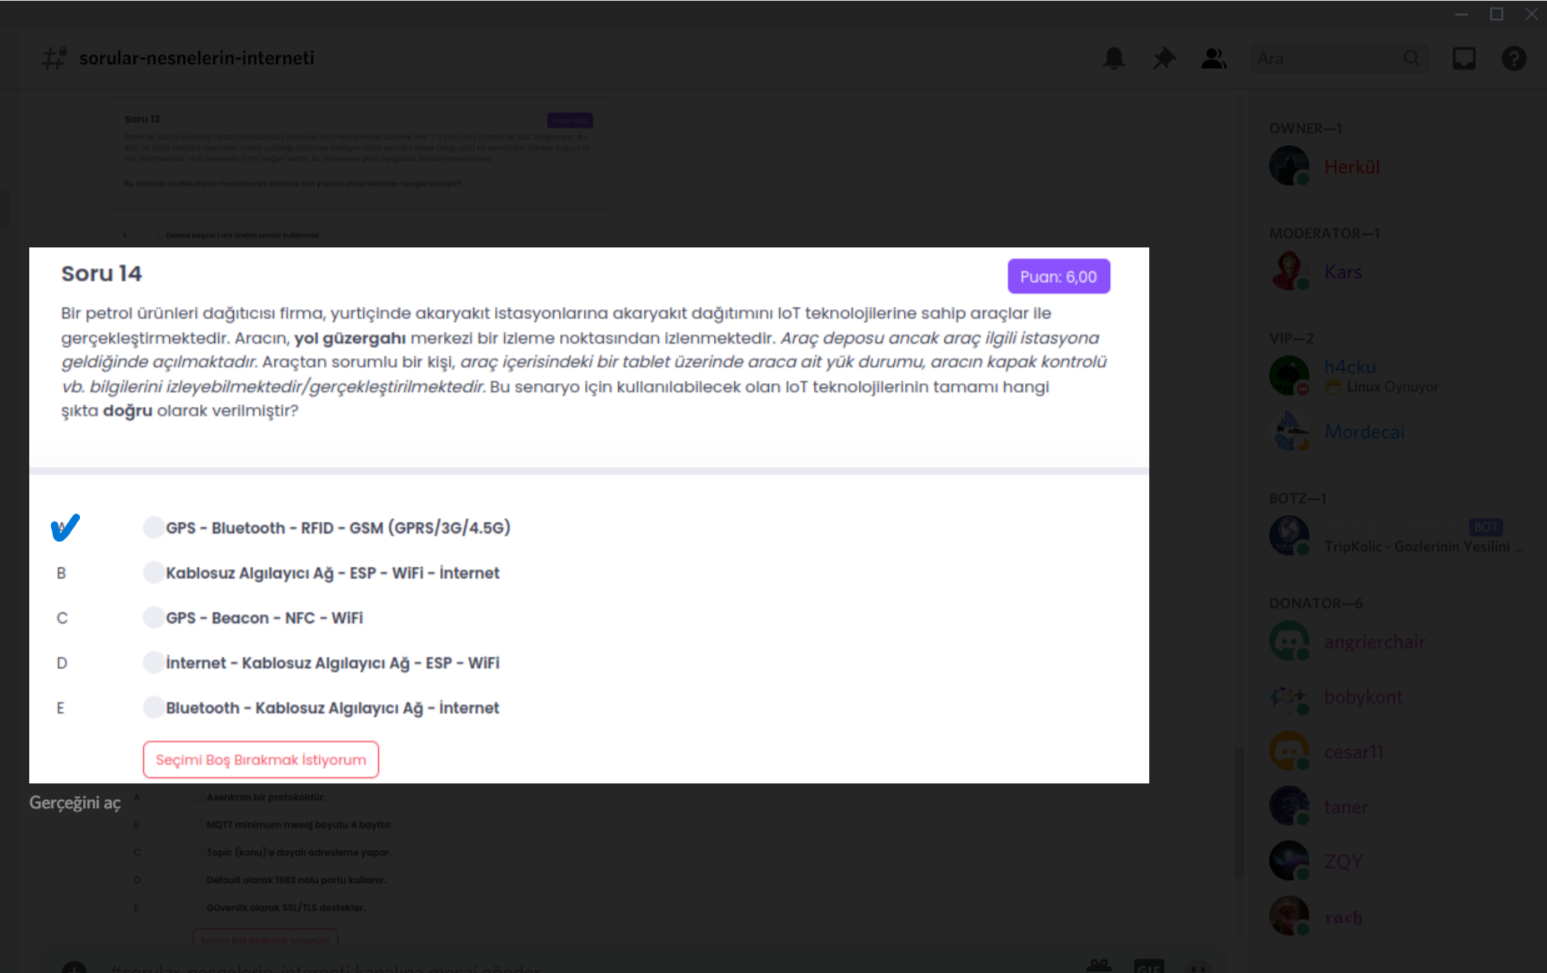 sorular-nesnelerin-interneti
Ara
Soru 13
A
OWNER—1
Herkül
MODERATOR—1
Kars
VIP—2
h4cku
Linux Oynuyor
Mordecai
BOTZ—1
BOT
TripKolic - Gozlerinin Yesilini ...
DONATOR—6
angrierchair
bobykont
cesar11
taner
ZQY
rach
Soru 14
Puan: 6,00
Bir petrol ürünleri dağıtıcısı firma, yurtiçinde akaryakıt istasyonlarına akaryakıt dağıtımını IoT teknolojilerine sahip araçlar ile
gerçekleştirmektedir. Aracın, yol güzergahı merkezi bir izleme noktasından izlenmektedir. Araç deposu ancak araç ilgili istasyona
geldiğinde açılmaktadır. Araçtan sorumlu bir kişi, araç içerisindeki bir tablet üzerinde araca ait yük durumu, aracın kapak kontrolü
vb. bilgilerini izleyebilmektedir/gerçekleştirilmektedir. Bu senaryo için kullanılabilecek olan IoT teknolojilerinin tamamı hangi
şıkta doğru olarak verilmiştir?
A GPS - Bluetooth - RFID - GSM (GPRS/3G/4.5G)
B Kablosuz Algılayıcı Ağ - ESP - WiFi - İnternet
C GPS - Beacon - NFC - WiFi
D İnternet - Kablosuz Algılayıcı Ağ - ESP - WiFi
E Bluetooth - Kablosuz Algılayıcı Ağ - İnternet
Seçimi Boş Bırakmak İstiyorum
Gerçeğini aç
A Asenkron bir protokoldür.
B MQTT minimum mesaj boyutu 4 bayttır.
C Topic (konu)'a dayalı adresleme yapar.
D Default olarak 1883 nolu portu kullanır.
E Güvenlik olarak SSL/TLS destekler.
Seçimi Boş Bırakmak İstiyorum
#sorular-nesnelerin-interneti kanalına mesaj gönder
GIF